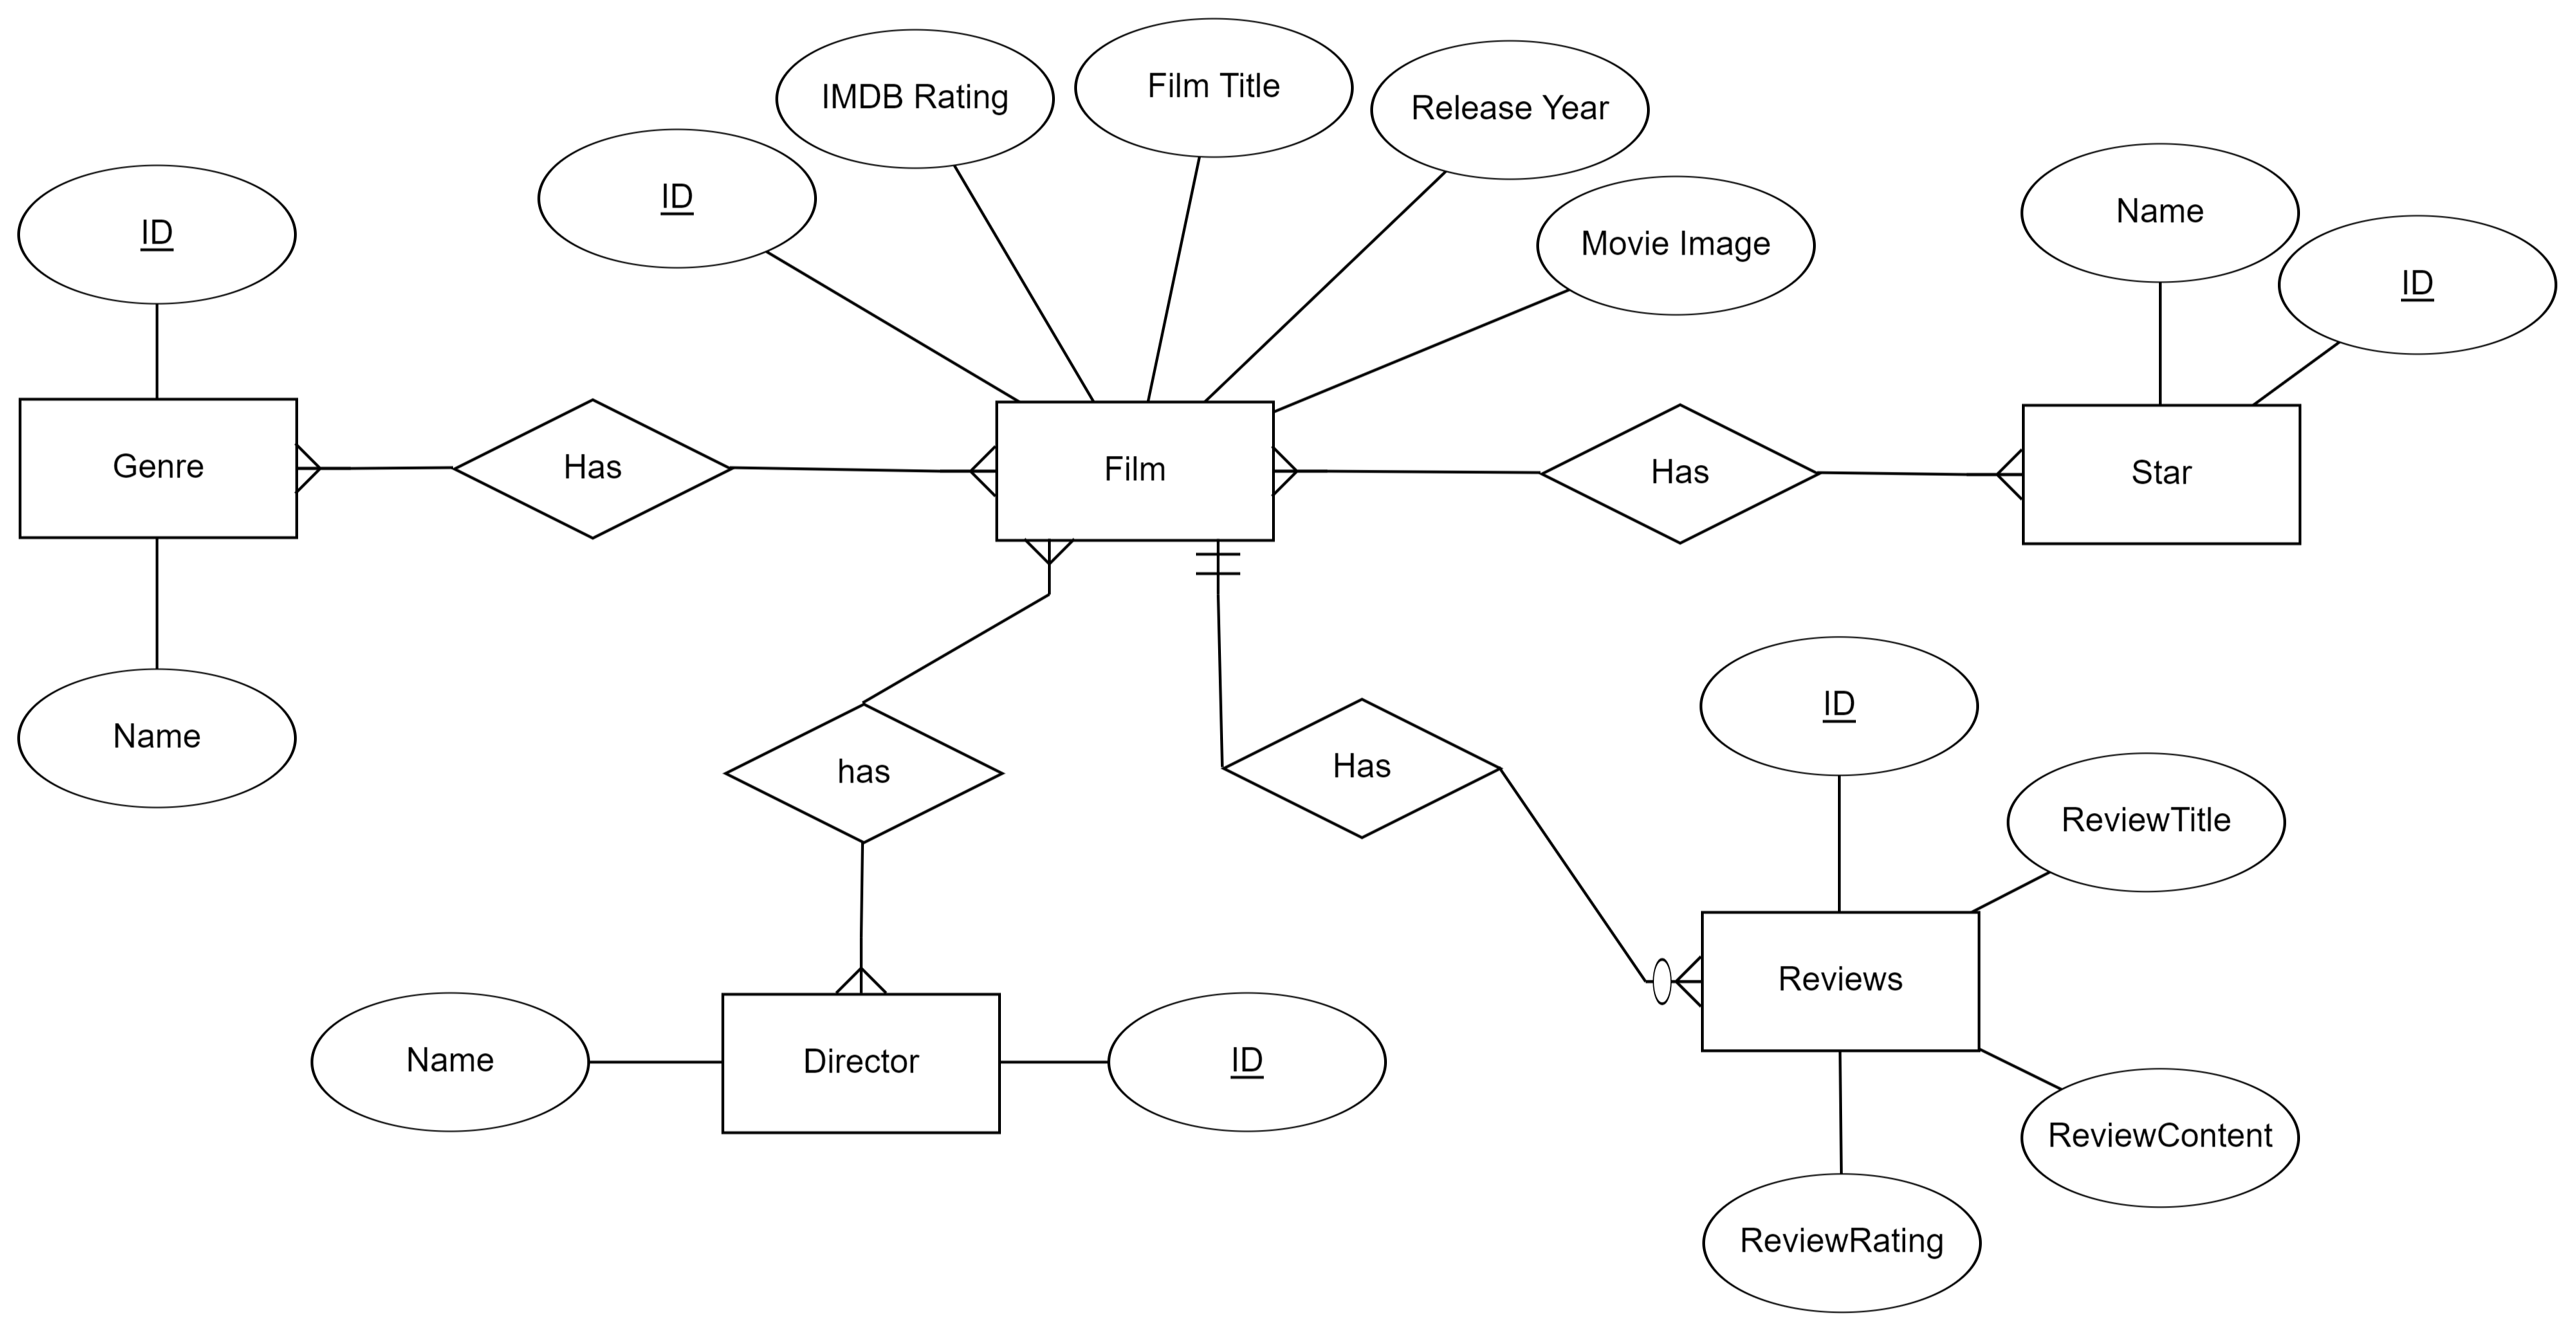 Film Title
IMDB Rating
Release Year
ID
Name
ID
Movie Image
ID
Genre
Has
Film
Has
Star
ID
Name
has
Has
ReviewTitle
Reviews
Name
Director
ID
ReviewContent
ReviewRating